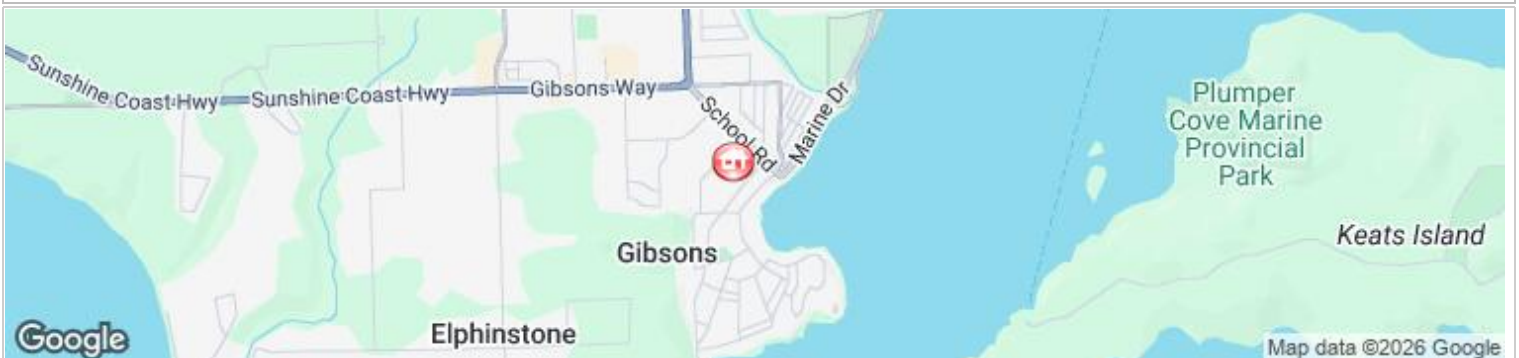 Sunshine Coast Hwy
Sunshine Coast Hwy
Gibsons Way
School Rd
Marine Dr
Plumper
Cove Marine
Provincial
Park
Keats Island
Gibsons
Elphinstone
Google
Map data ©2026 Google